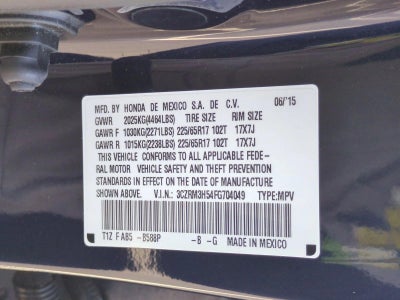 MFD. BY HONDA DE MEXICO S.A. DE C.V. 06/15
GVWR 2025KG(4464LBS) TIRE SIZE RIM SIZE
GAWR F 1030KG(2271LBS) 225/65R17 102T 17X7J
GAWR R 1015KG(2238LBS) 225/65R17 102T 17X7J
THIS VEHICLE CONFORMS TO ALL APPLICABLE FEDE-
RAL MOTOR VEHICLE SAFETY AND THEFT PREVENTION
STANDARDS IN EFFECT ON THE DATE OF MANUFACTURE
SHOWN ABOVE. V.I.N.: 3CZRM3H54FG704049 TYPE:MPV
T1Z F AB5 -B588P -B -G MADE IN MEXICO